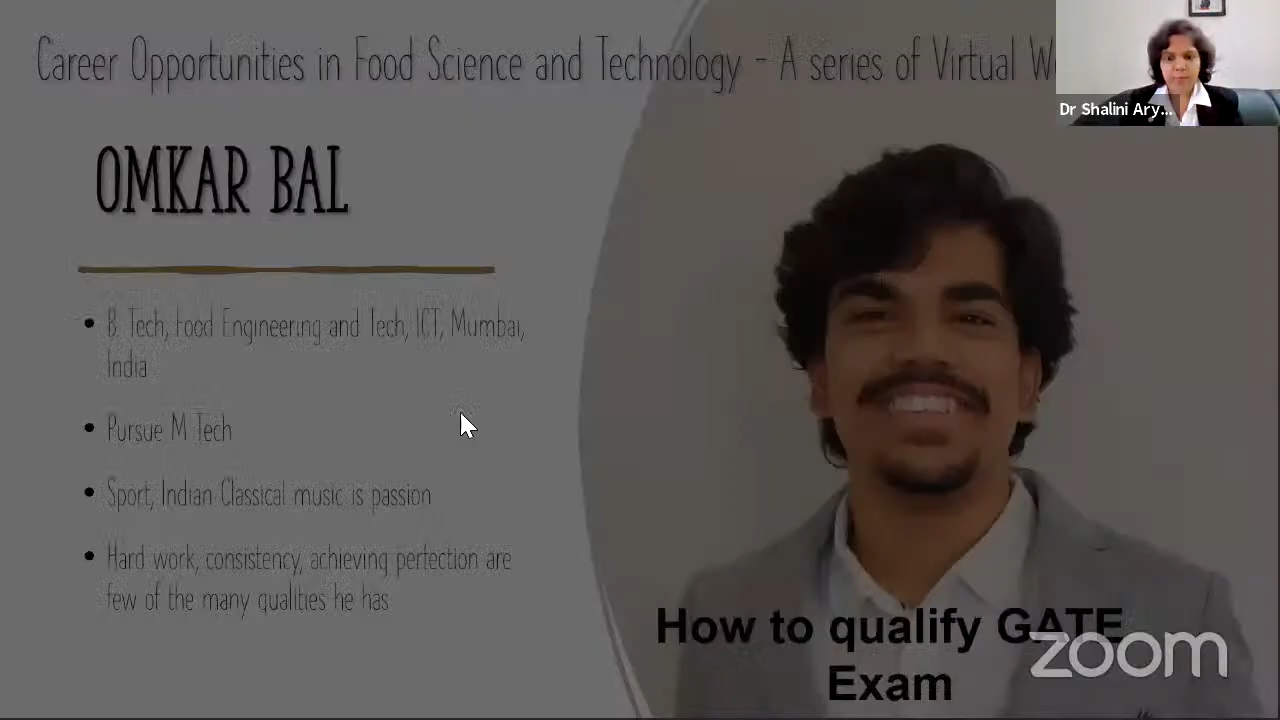 Career Opportunities in Food Science and Technology - A series of Virtual
Dr Shalini Ary...
OMKAR BAL
• B. Tech, Food Engineering and Tech, ICT, Mumbai,
India
• Pursue M Tech
• Sport, Indian Classical music is passion
• Hard work, consistency, achieving perfection are
few of the many qualities he has
How to qualify GATE
Exam
zoom